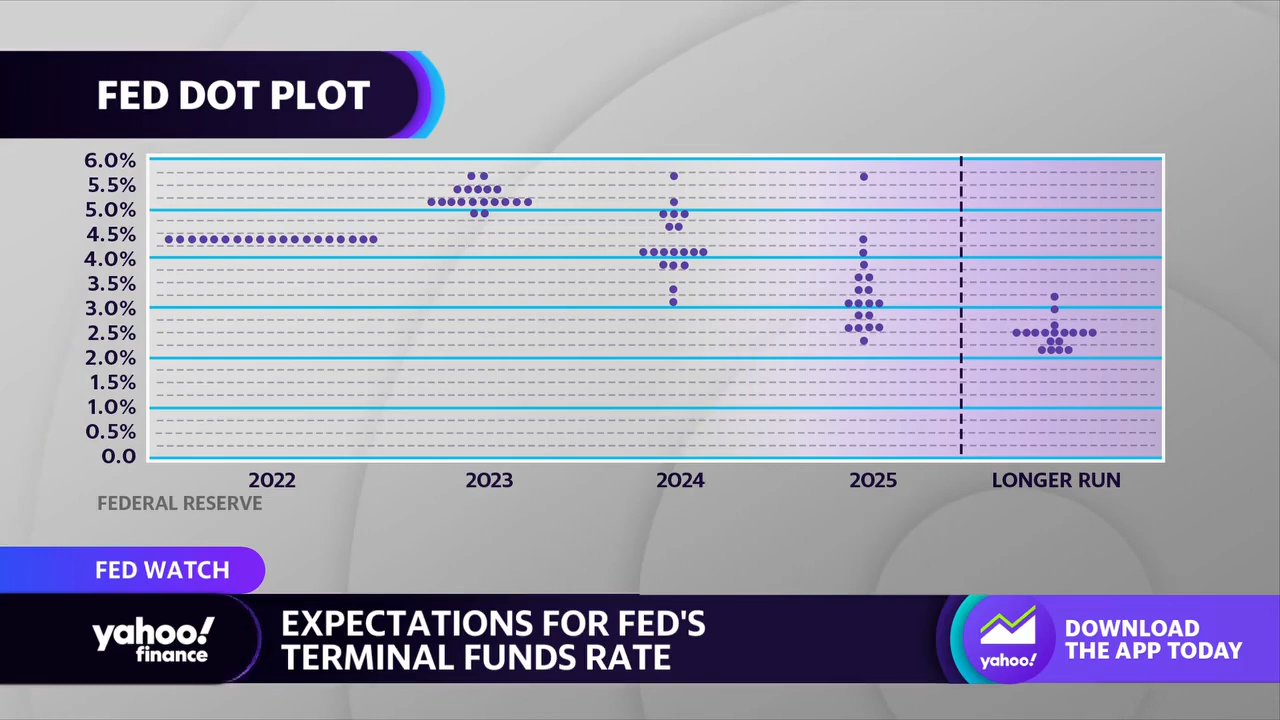 FED DOT PLOT
6.0%
5.5%
5.0%
4.5%
4.0%
3.5%
3.0%
2.5%
2.0%
1.5%
1.0%
0.5%
0.0
2022
2023
2024
2025
LONGER RUN
FEDERAL RESERVE
FED WATCH
yahoo!
finance
EXPECTATIONS FOR FED'S
TERMINAL FUNDS RATE
yahoo!
DOWNLOAD
THE APP TODAY